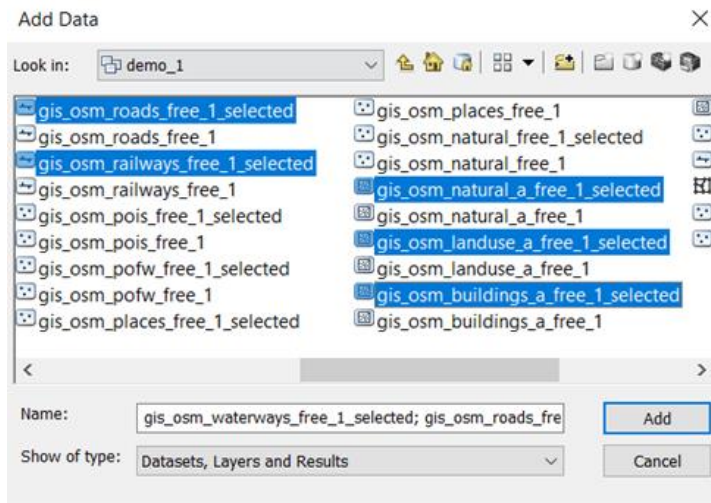 Add Data
Look in:
demo_1
gis_osm_roads_free_1_selected
gis_osm_roads_free_1
gis_osm_railways_free_1_selected
gis_osm_railways_free_1
gis_osm_pois_free_1_selected
gis_osm_pois_free_1
gis_osm_pofw_free_1_selected
gis_osm_pofw_free_1
gis_osm_places_free_1_selected
gis_osm_places_free_1
gis_osm_natural_free_1_selected
gis_osm_natural_free_1
gis_osm_natural_a_free_1_selected
gis_osm_natural_a_free_1
gis_osm_landuse_a_free_1_selected
gis_osm_landuse_a_free_1
gis_osm_buildings_a_free_1_selected
gis_osm_buildings_a_free_1
Name:
gis_osm_waterways_free_1_selected; gis_osm_roads_fre
Add
Show of type:
Datasets, Layers and Results
Cancel